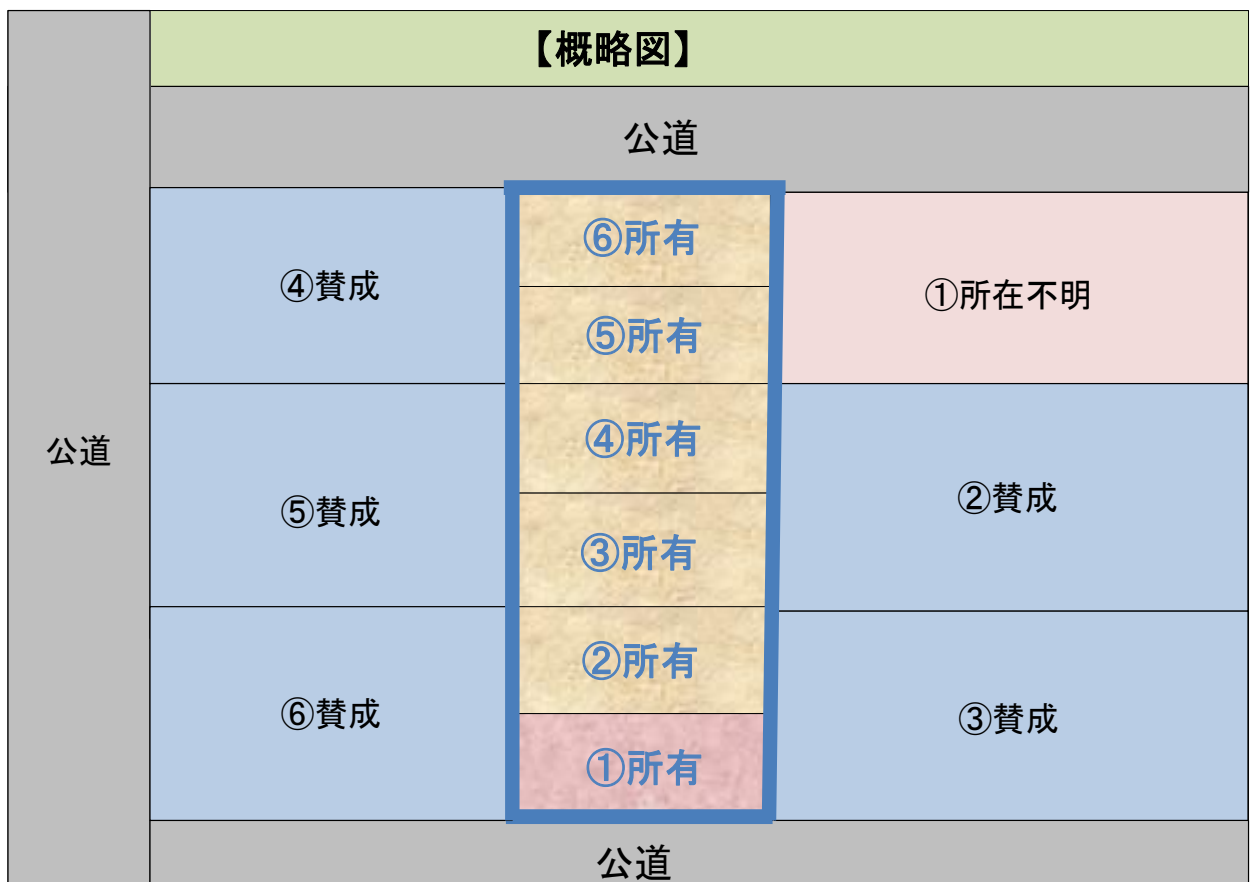 【概略図】
公道
⑥所有
④賛成
①所在不明
⑤所有
④所有
公道
②賛成
⑤賛成
③所有
②所有
⑥賛成
③賛成
①所有
公道